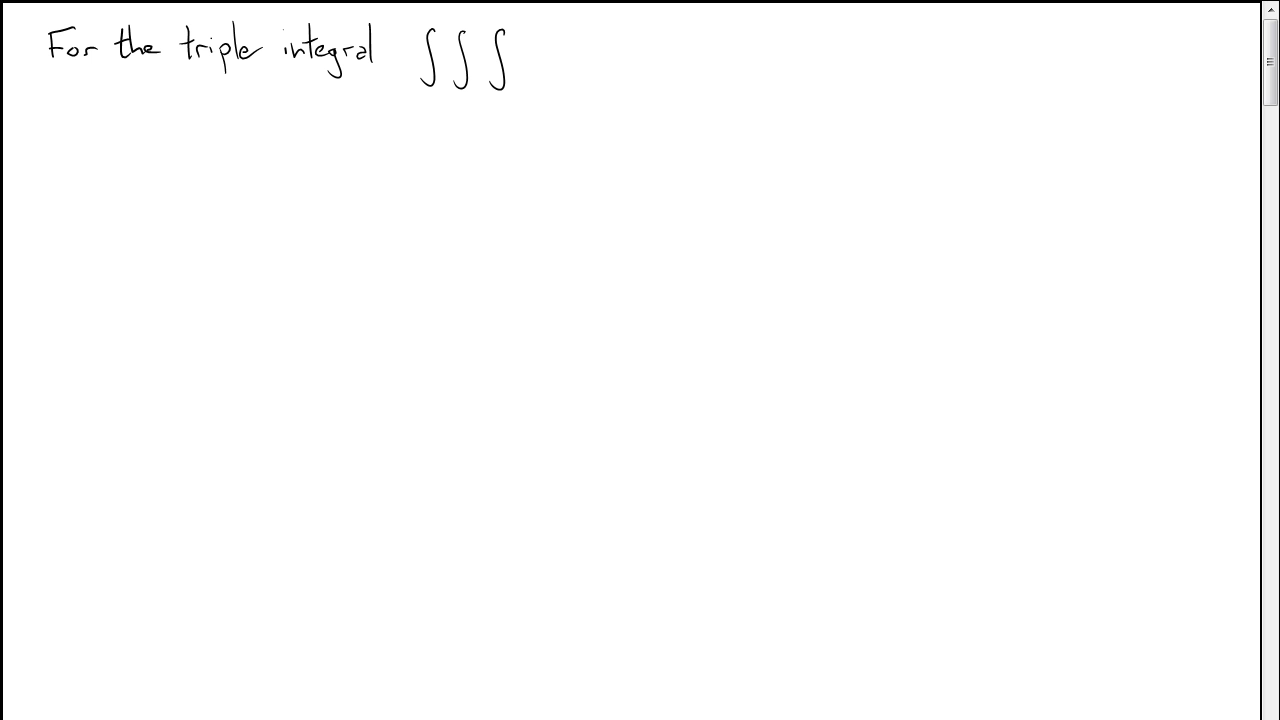 For the triple integral ∫ ∫ ∫